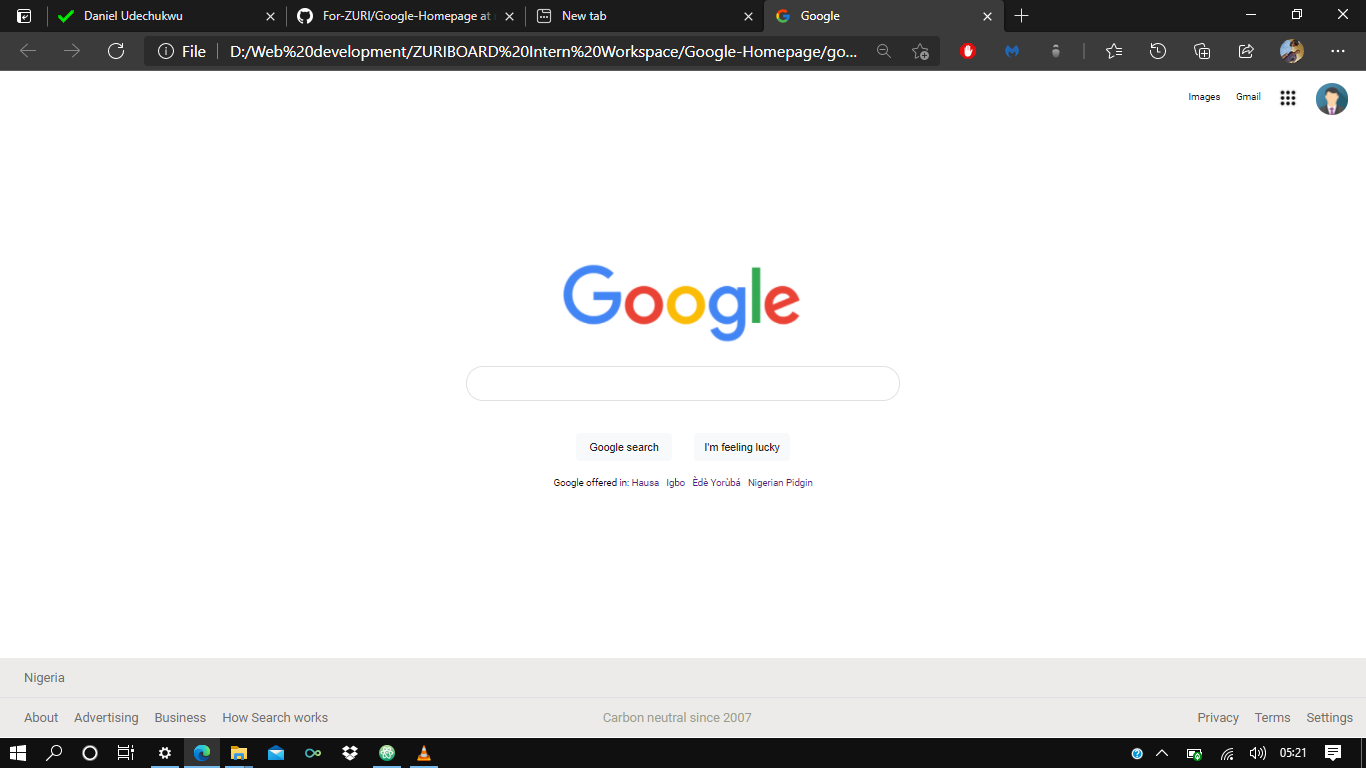 Daniel Udechukwu
For-ZURI/Google-Homepage at
New tab
Google
File
D:/Web%20development/ZURIBOARD%20Intern%20Workspace/Google-Homepage/go...
Images Gmail
Google
Google search I'm feeling lucky
Google offered in: Hausa Igbo Èdè Yorùbá Nigerian Pidgin
Nigeria
About Advertising Business How Search works Carbon neutral since 2007 Privacy Terms Settings
05:21